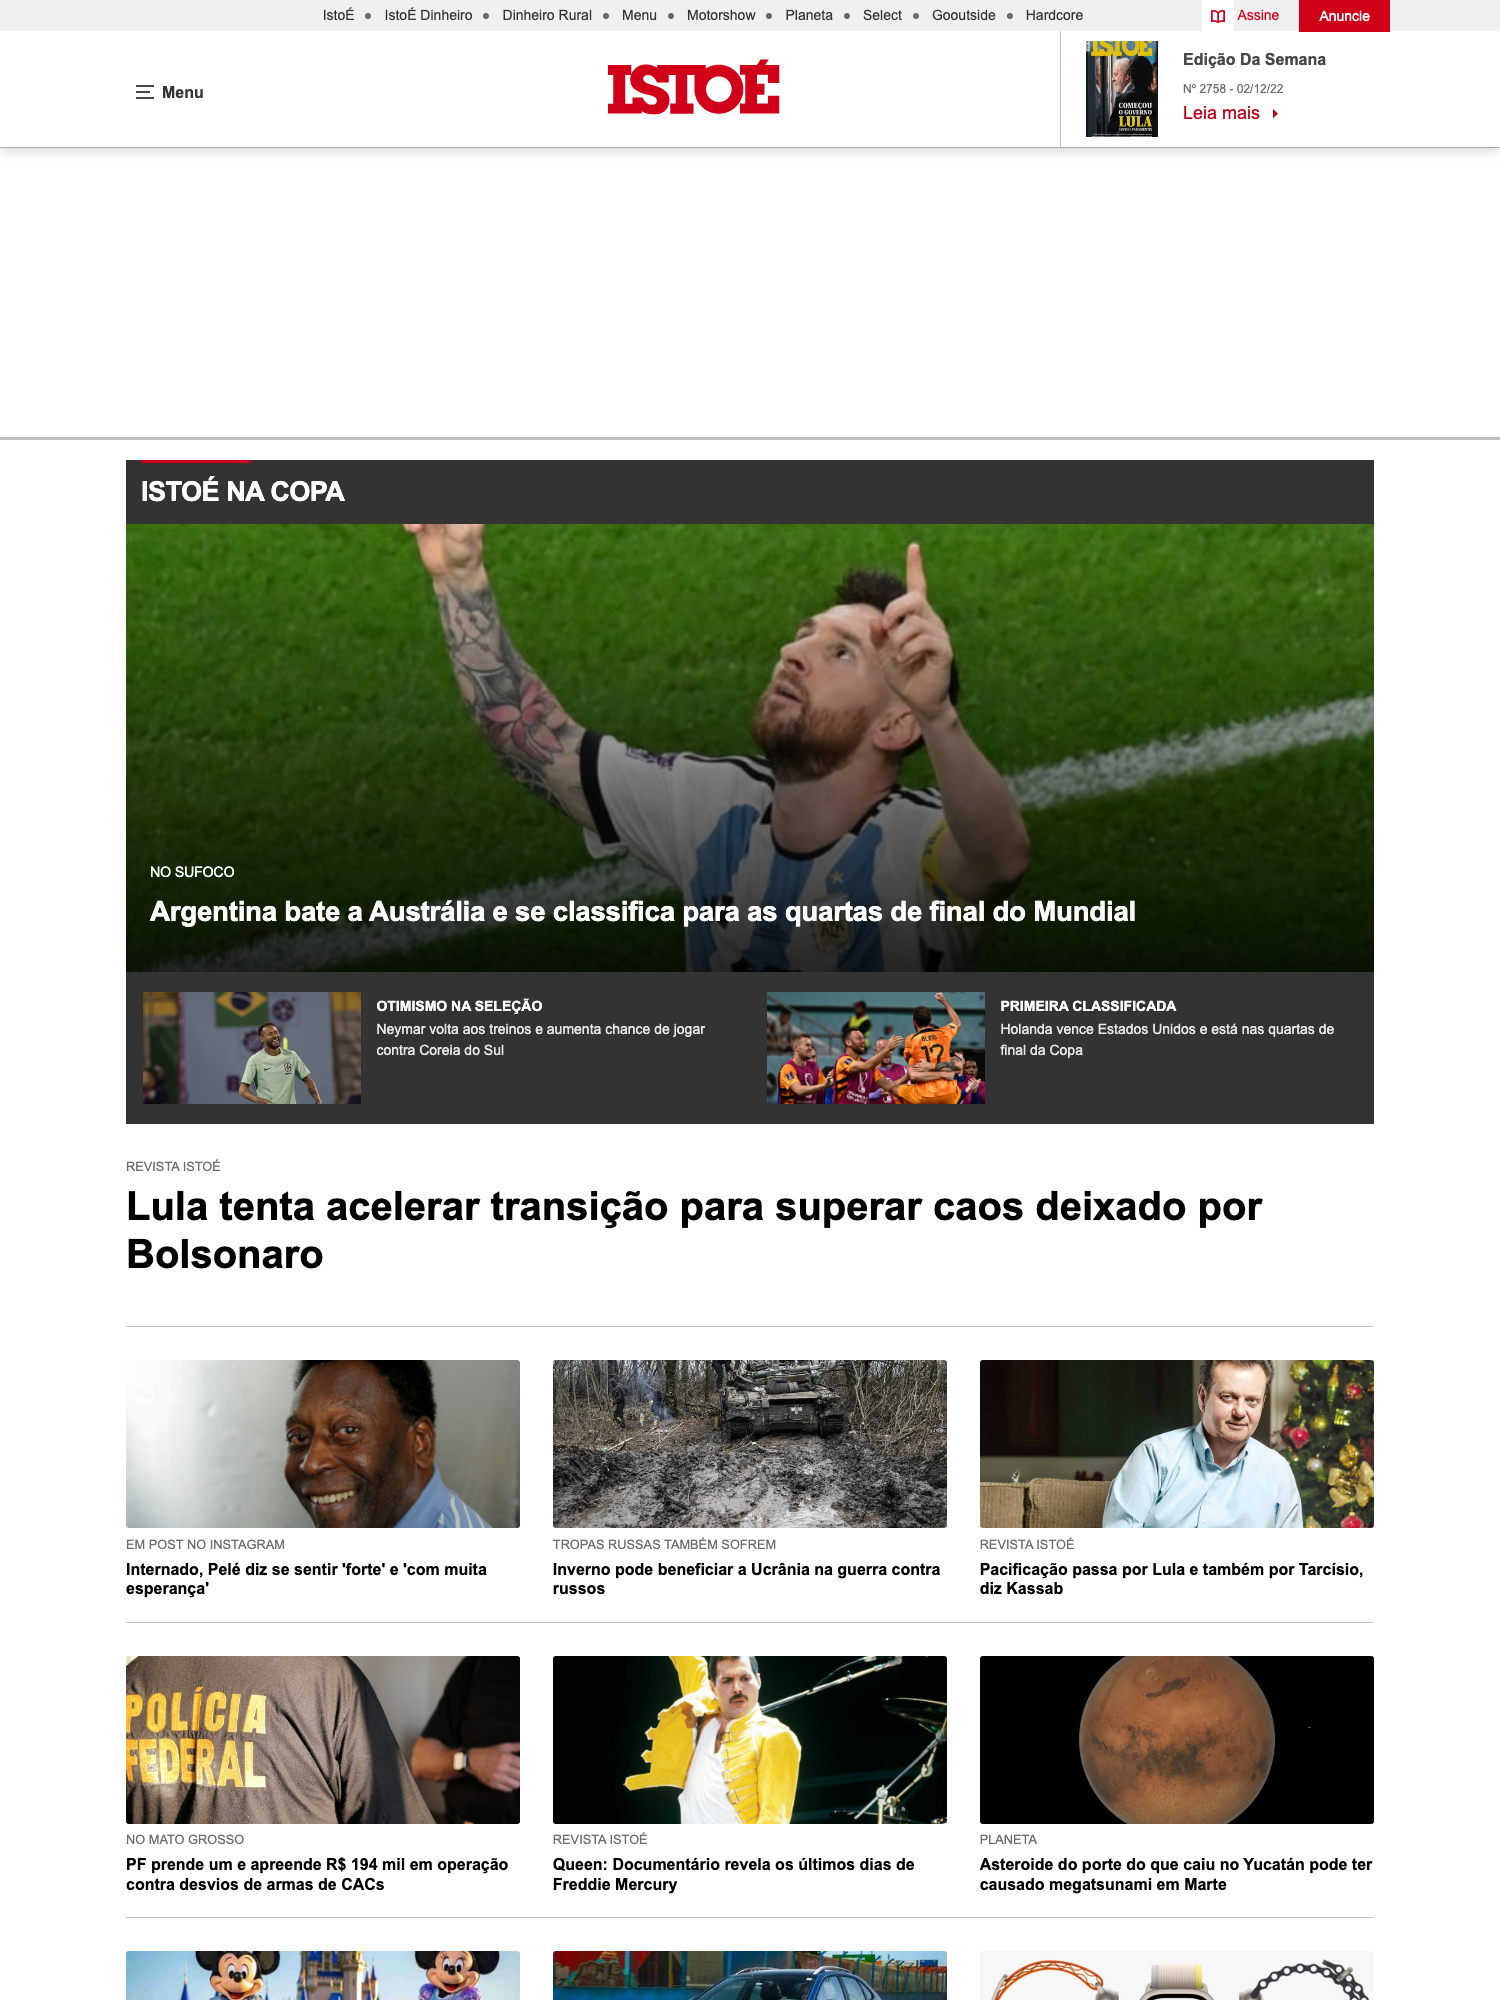 IstoÉ
IstoÉ Dinheiro
Dinheiro Rural
Menu
Motorshow
Planeta
Select
Gooutside
Hardcore
Assine
Anuncie
Menu
ISTOÉ
ISTOÉ
COMEÇOU
O GOVERNO
LULA
Edição Da Semana
Nº 2758 - 02/12/22
Leia mais
ISTOÉ NA COPA
NO SUFOCO
Argentina bate a Austrália e se classifica para as quartas de final do Mundial
OTIMISMO NA SELEÇÃO
Neymar volta aos treinos e aumenta chance de jogar
contra Coreia do Sul
17
PRIMEIRA CLASSIFICADA
Holanda vence Estados Unidos e está nas quartas de
final da Copa
REVISTA ISTOÉ
Lula tenta acelerar transição para superar caos deixado por
Bolsonaro
EM POST NO INSTAGRAM
Internado, Pelé diz se sentir 'forte' e 'com muita
esperança'
TROPAS RUSSAS TAMBÉM SOFREM
Inverno pode beneficiar a Ucrânia na guerra contra
russos
REVISTA ISTOÉ
Pacificação passa por Lula e também por Tarcísio,
diz Kassab
POLÍCIA
FEDERAL
NO MATO GROSSO
PF prende um e apreende R$ 194 mil em operação
contra desvios de armas de CACs
REVISTA ISTOÉ
Queen: Documentário revela os últimos dias de
Freddie Mercury
PLANETA
Asteroide do porte do que caiu no Yucatán pode ter
causado megatsunami em Marte